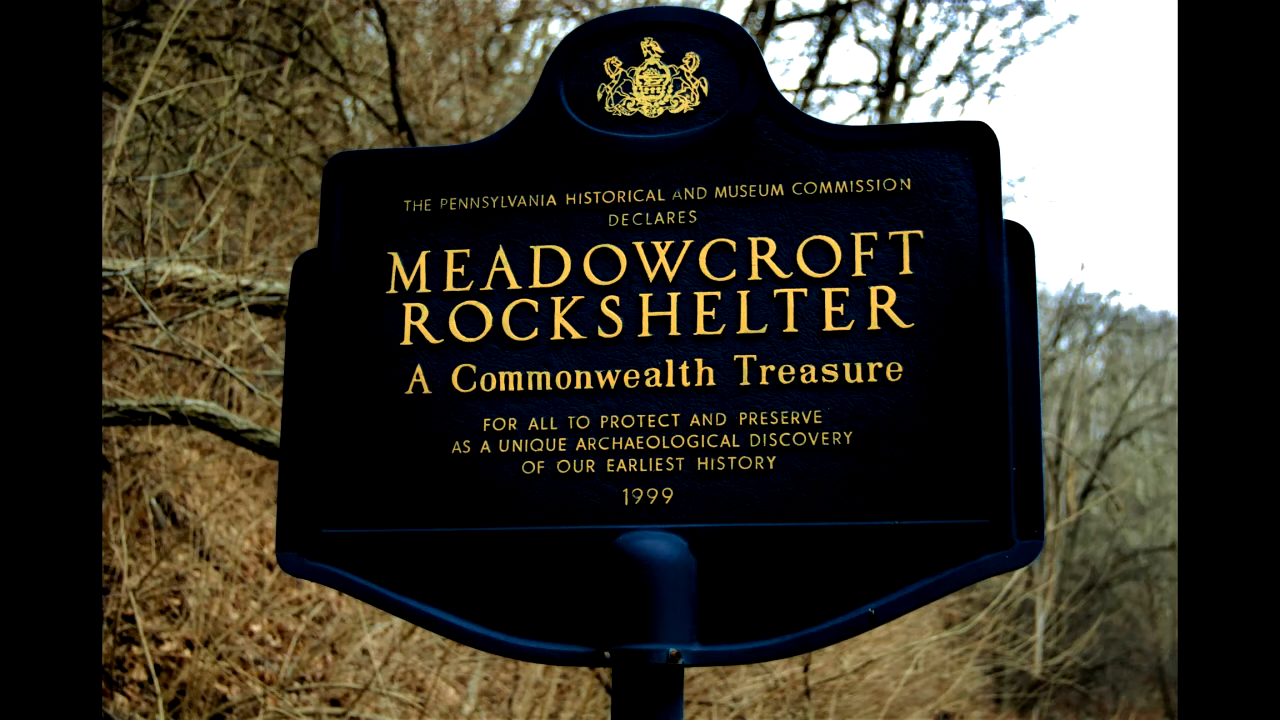 THE PENNSYLVANIA HISTORICAL AND MUSEUM COMMISSION
DECLARES
MEADOWCROFT
ROCKSHELTER
A Commonwealth Treasure
FOR ALL TO PROTECT AND PRESERVE
AS A UNIQUE ARCHAEOLOGICAL DISCOVERY
OF OUR EARLIEST HISTORY
1999